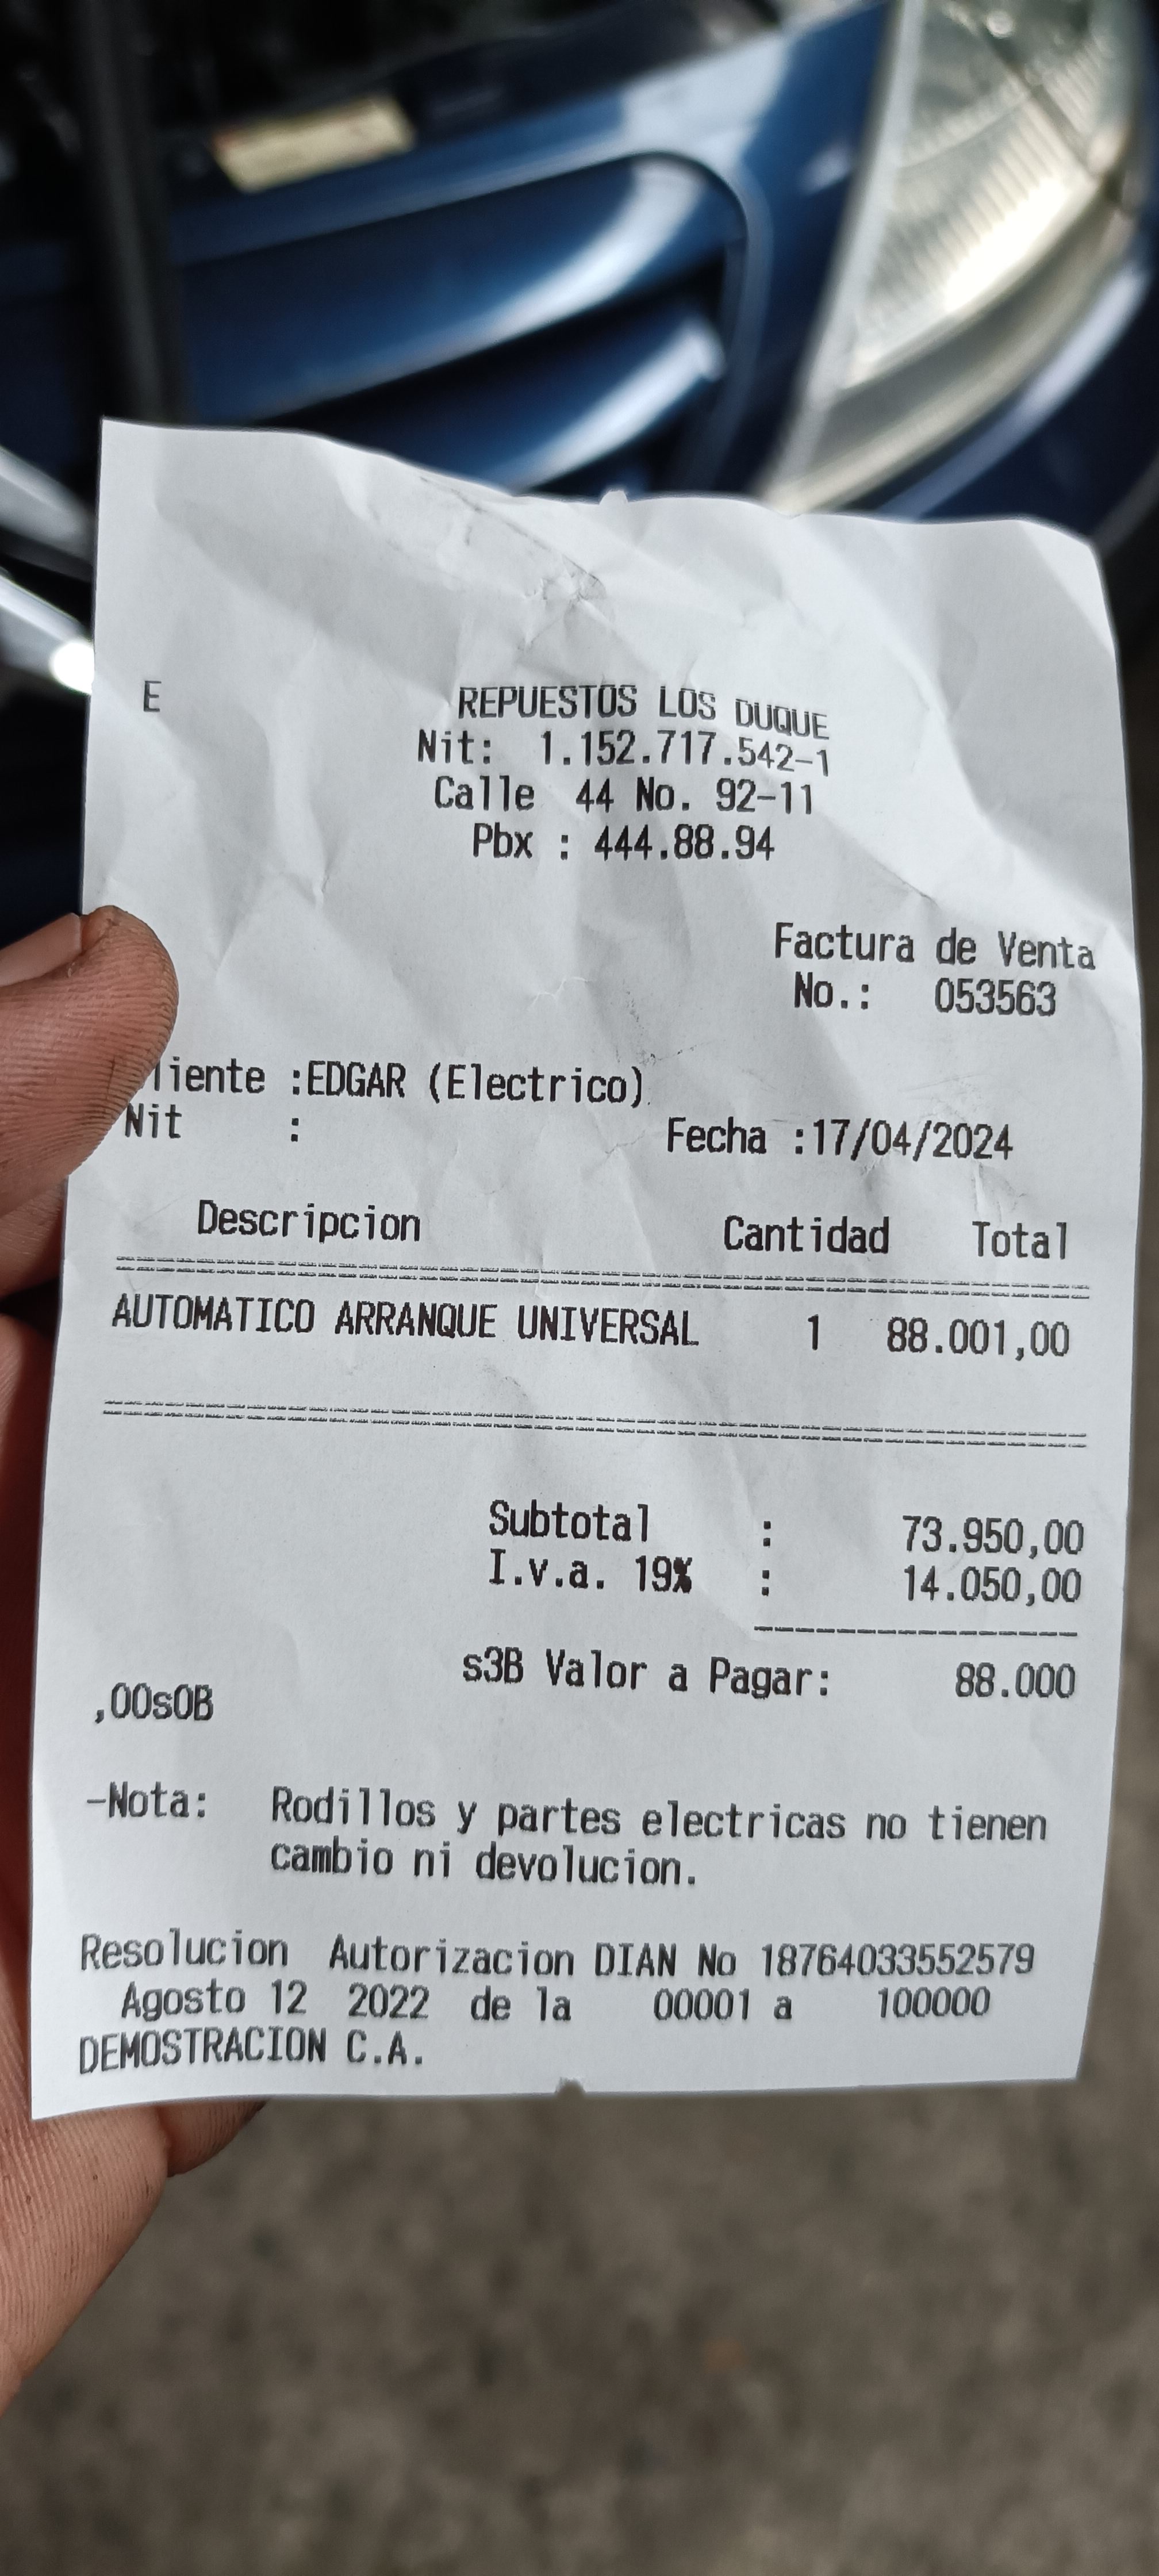 E REPUESTOS LOS DUQUE
Nit: 1.152.717.542-1
Calle 44 No. 92-11
Pbx : 444.88.94
Factura de Venta
No.: 053563
liente :EDGAR (Electrico)
Nit : Fecha :17/04/2024
Descripcion Cantidad Total
AUTOMATICO ARRANQUE UNIVERSAL 1 88.001,00
Subtotal : 73.950,00
I.v.a. 19% : 14.050,00
s3B Valor a Pagar: 88.000
,00s0B
-Nota: Rodillos y partes electricas no tienen
cambio ni devolucion.
Resolucion Autorizacion DIAN No 18764033552579
Agosto 12 2022 de la 00001 a 100000
DEMOSTRACION C.A.